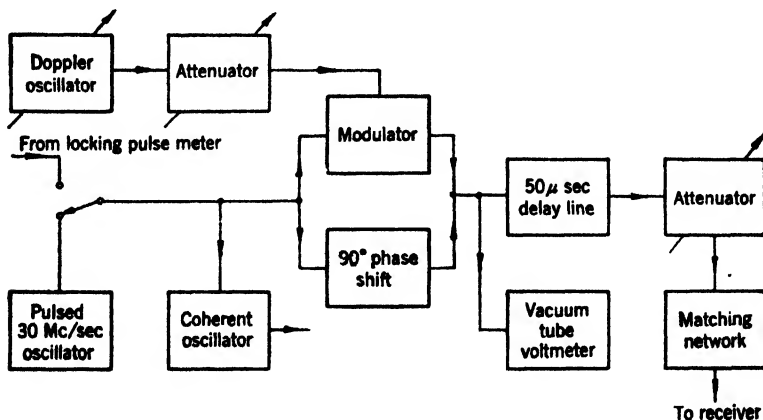 Doppler
oscillator
Attenuator
From locking pulse meter
Modulator
50μ sec
delay line
Attenuator
90° phase
shift
Pulsed
30 Mc/sec
oscillator
Coherent
oscillator
Vacuum
tube
voltmeter
Matching
network
To receiver